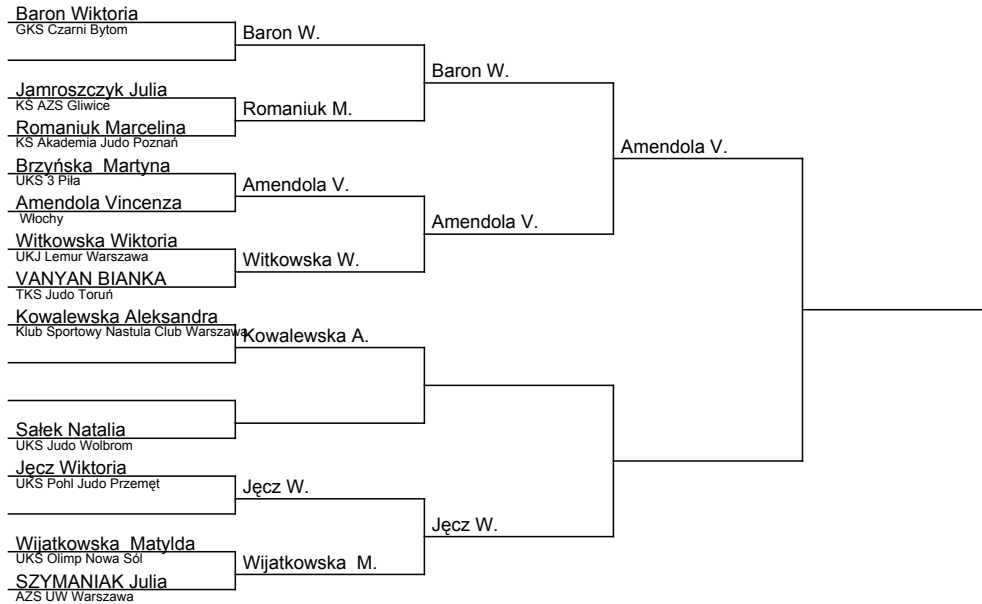 Baron Wiktoria
GKS Czarni Bytom
Baron W.
Baron W.
Jamroszczyk Julia
KS AZS Gliwice
Romaniuk M.
Romaniuk Marcelina
KS Akademia Judo Poznań
Amendola V.
Brzyńska  Martyna
UKS 3 Piła
Amendola V.
Amendola Vincenza
Włochy
Amendola V.
Witkowska Wiktoria
UKJ Lemur Warszawa
Witkowska W.
VANYAN BIANKA
TKS Judo Toruń
Kowalewska Aleksandra
Klub Sportowy Nastula Club Warszawa
Kowalewska A.
Sałek Natalia
UKS Judo Wolbrom
Jęcz Wiktoria
UKS Pohl Judo Przemęt
Jęcz W.
Jęcz W.
Wijatkowska  Matylda
UKS Olimp Nowa Sól
Wijatkowska  M.
SZYMANIAK Julia
AZS UW Warszawa